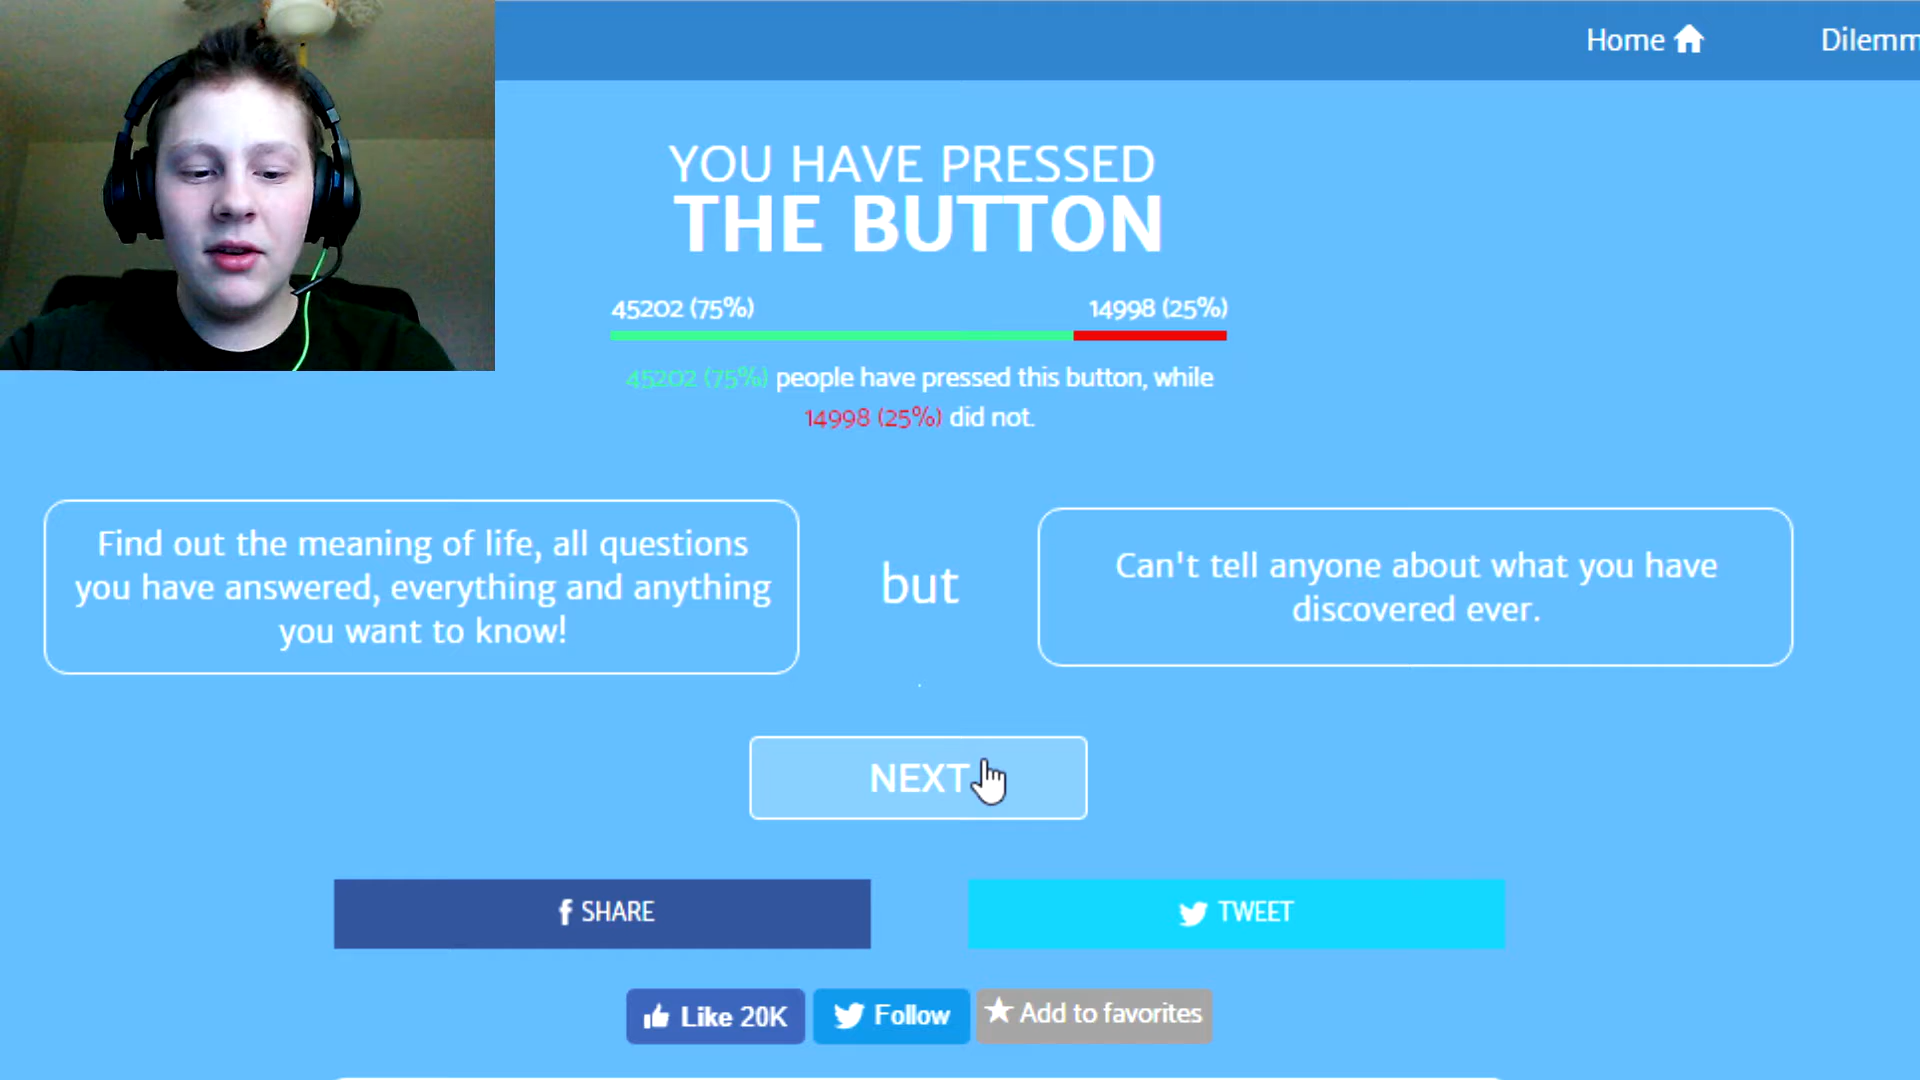 Home
Dilemm
YOU HAVE PRESSED
THE BUTTON
45202 (75%)
14998 (25%)
45202 (75%) people have pressed this button, while
14998 (25%) did not.
Find out the meaning of life, all questions
you have answered, everything and anything
you want to know!
but
Can't tell anyone about what you have
discovered ever.
NEXT
SHARE
TWEET
Like 20K
Follow
Add to favorites